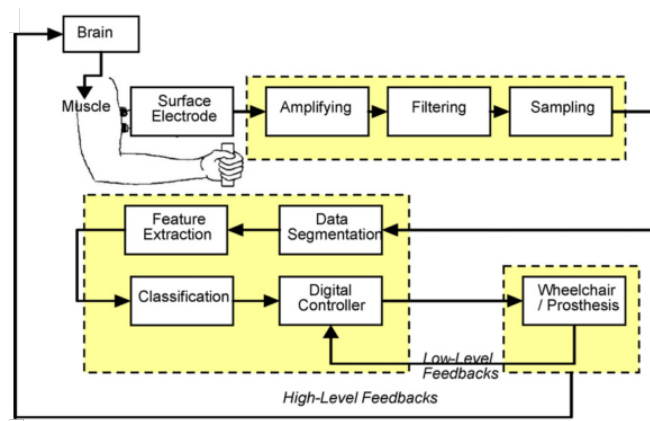 Brain
Muscle
Surface
Electrode
Amplifying
Filtering
Sampling
Feature
Extraction
Data
Segmentation
Classification
Digital
Controller
Wheelchair
/ Prosthesis
Low-Level
Feedbacks
High-Level Feedbacks